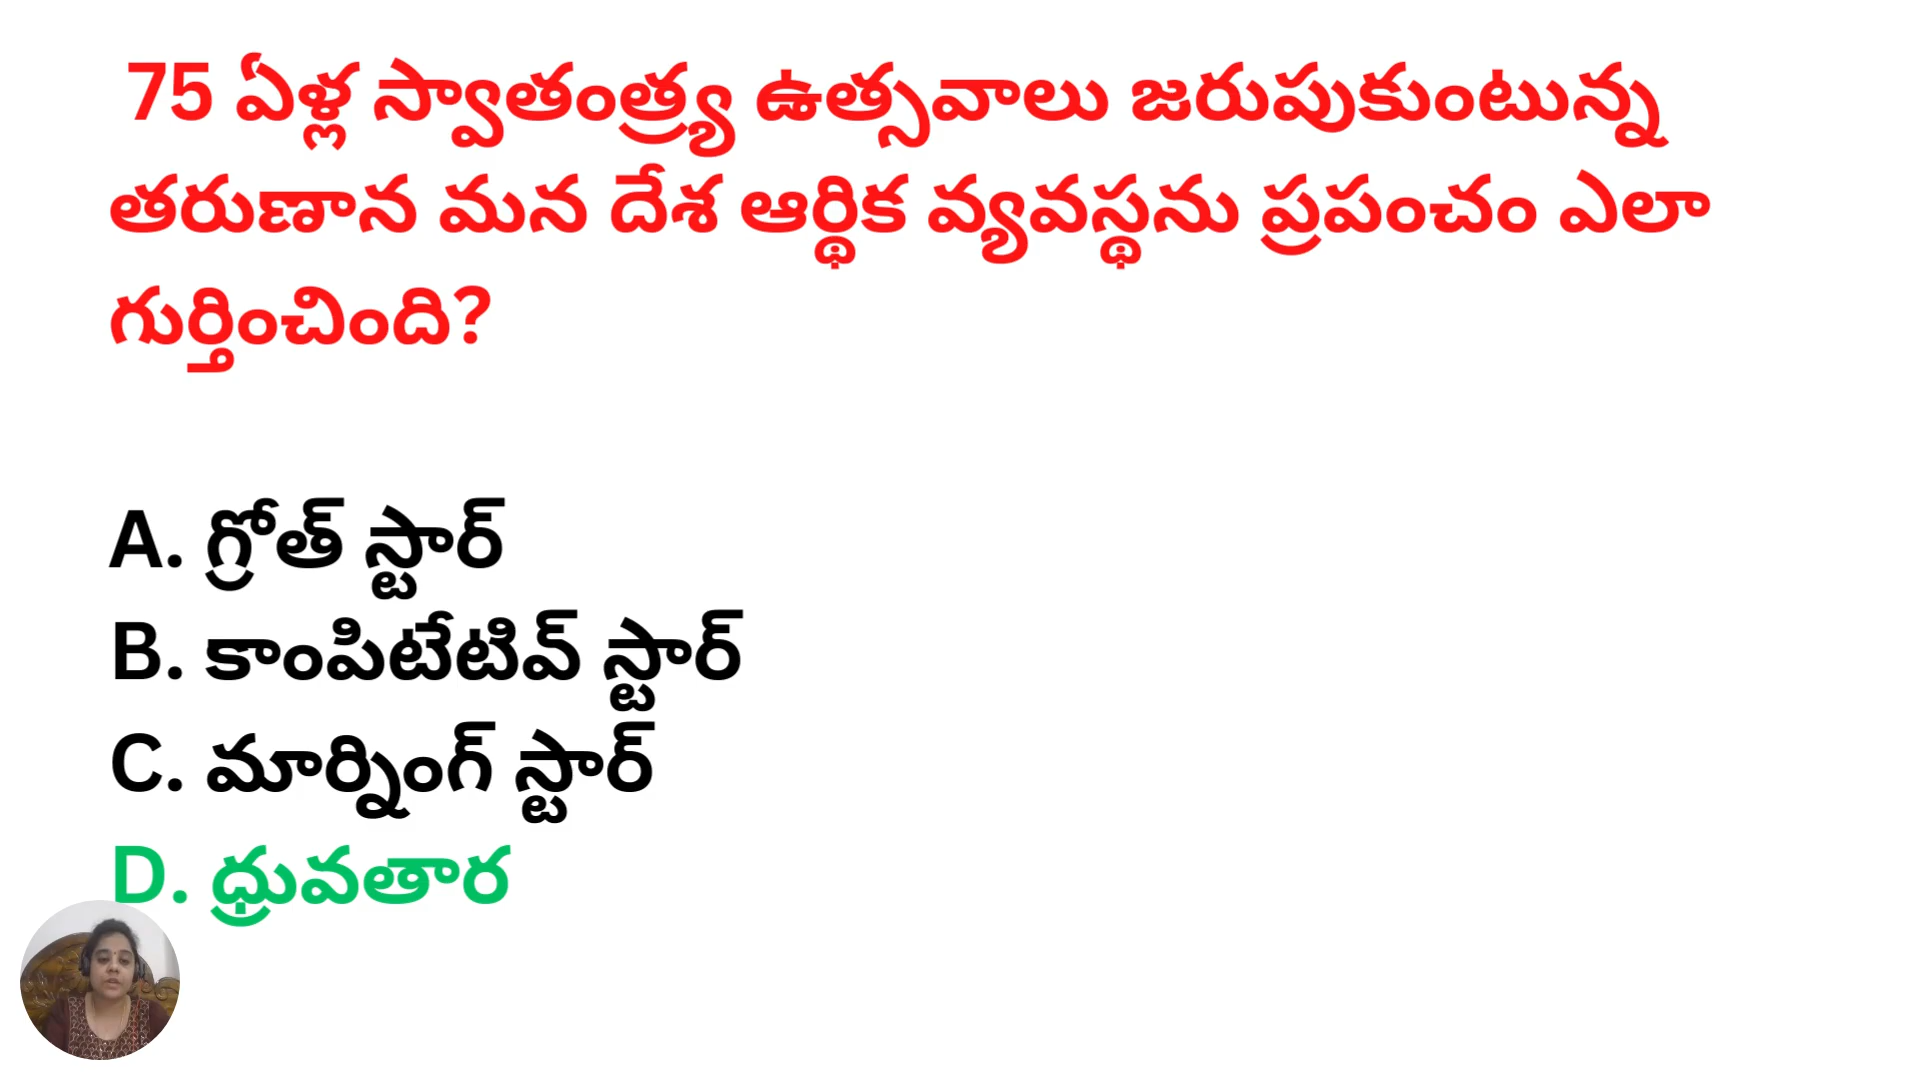 75 ఏళ్ల స్వాతంత్ర్య ఉత్సవాలు జరుపుకుంటున్న
తరుణాన మన దేశ ఆర్థిక వ్యవస్థను ప్రపంచం ఎలా
గుర్తించింది?
A. గ్రోత్ స్టార్
B. కాంపిటేటివ్ స్టార్
C. మార్నింగ్ స్టార్
D. ధ్రువతార